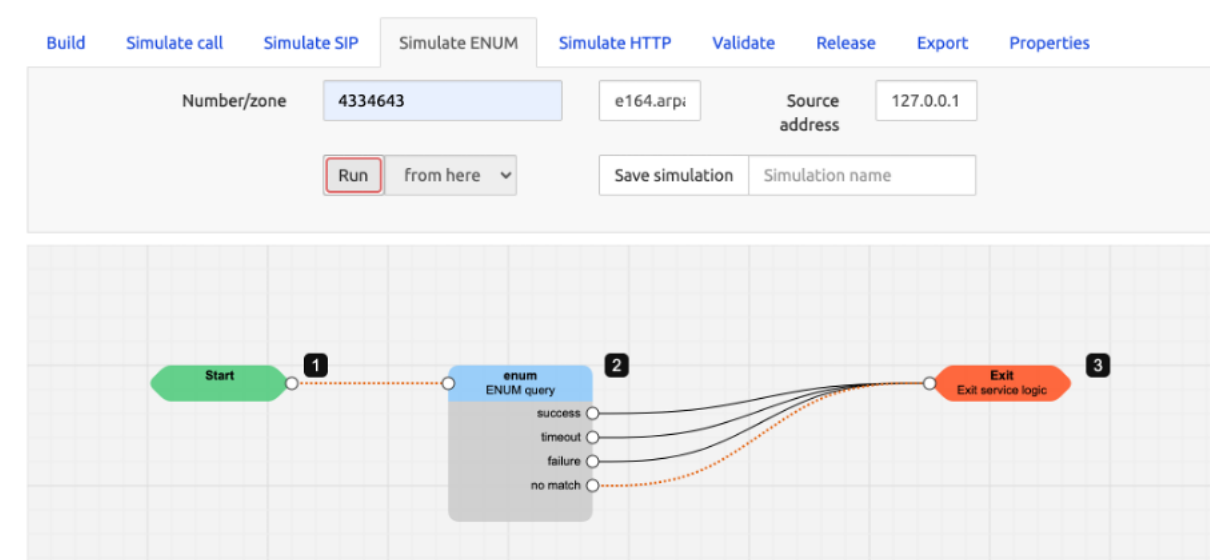 Build Simulate call Simulate SIP Simulate ENUM Simulate HTTP Validate Release Export Properties
Number/zone 4334643 e164.arpa Source address 127.0.0.1
Run from here Save simulation Simulation name
Start 1
enum 2
ENUM query
success
timeout
failure
no match
Exit 3
Exit service logic